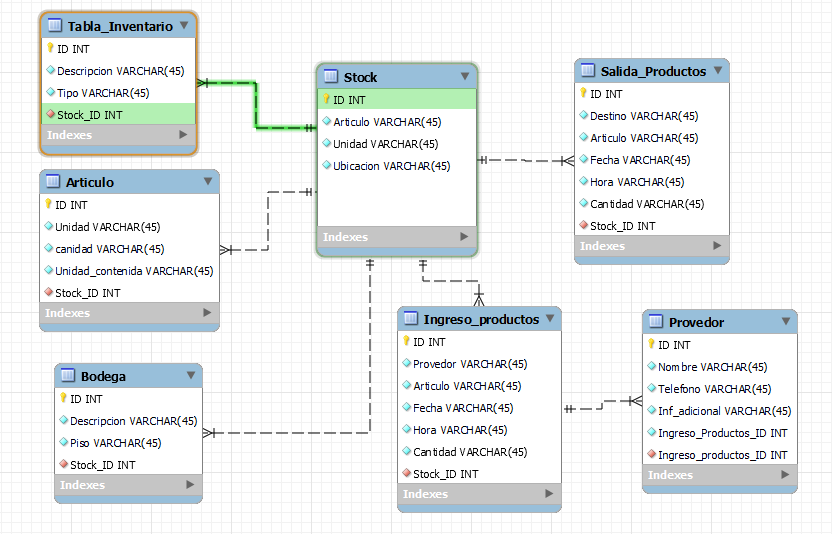 Tabla_Inventario
ID INT
Descripcion VARCHAR(45)
Tipo VARCHAR(45)
Stock_ID INT
Indexes
Stock
ID INT
Articulo VARCHAR(45)
Unidad VARCHAR(45)
Ubicacion VARCHAR(45)
Indexes
Salida_Productos
ID INT
Destino VARCHAR(45)
Articulo VARCHAR(45)
Fecha VARCHAR(45)
Hora VARCHAR(45)
Cantidad VARCHAR(45)
Stock_ID INT
Indexes
Articulo
ID INT
Unidad VARCHAR(45)
canidad VARCHAR(45)
Unidad_contenida VARCHAR(45)
Stock_ID INT
Indexes
Ingreso_productos
ID INT
Provedor VARCHAR(45)
Articulo VARCHAR(45)
Fecha VARCHAR(45)
Hora VARCHAR(45)
Cantidad VARCHAR(45)
Stock_ID INT
Indexes
Provedor
ID INT
Nombre VARCHAR(45)
Telefono VARCHAR(45)
Inf_adicional VARCHAR(45)
Ingreso_Productos_ID INT
Ingreso_productos_ID INT
Indexes
Bodega
ID INT
Descripcion VARCHAR(45)
Piso VARCHAR(45)
Stock_ID INT
Indexes